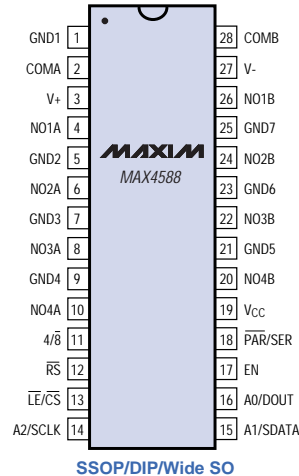 GND1 1 28 COMB
COMA 2 27 V-
V+ 3 26 NO1B
NO1A 4 25 GND7
GND2 5 24 NO2B
MAXIM
MAX4588
NO2A 6 23 GND6
GND3 7 22 NO3B
NO3A 8 21 GND5
GND4 9 20 NO4B
NO4A 10 19 VCC
4/8̅ 11 18 P̅A̅R̅/SER
R̅S̅ 12 17 EN
L̅E̅/C̅S̅ 13 16 A0/DOUT
A2/SCLK 14 15 A1/SDATA
SSOP/DIP/Wide SO